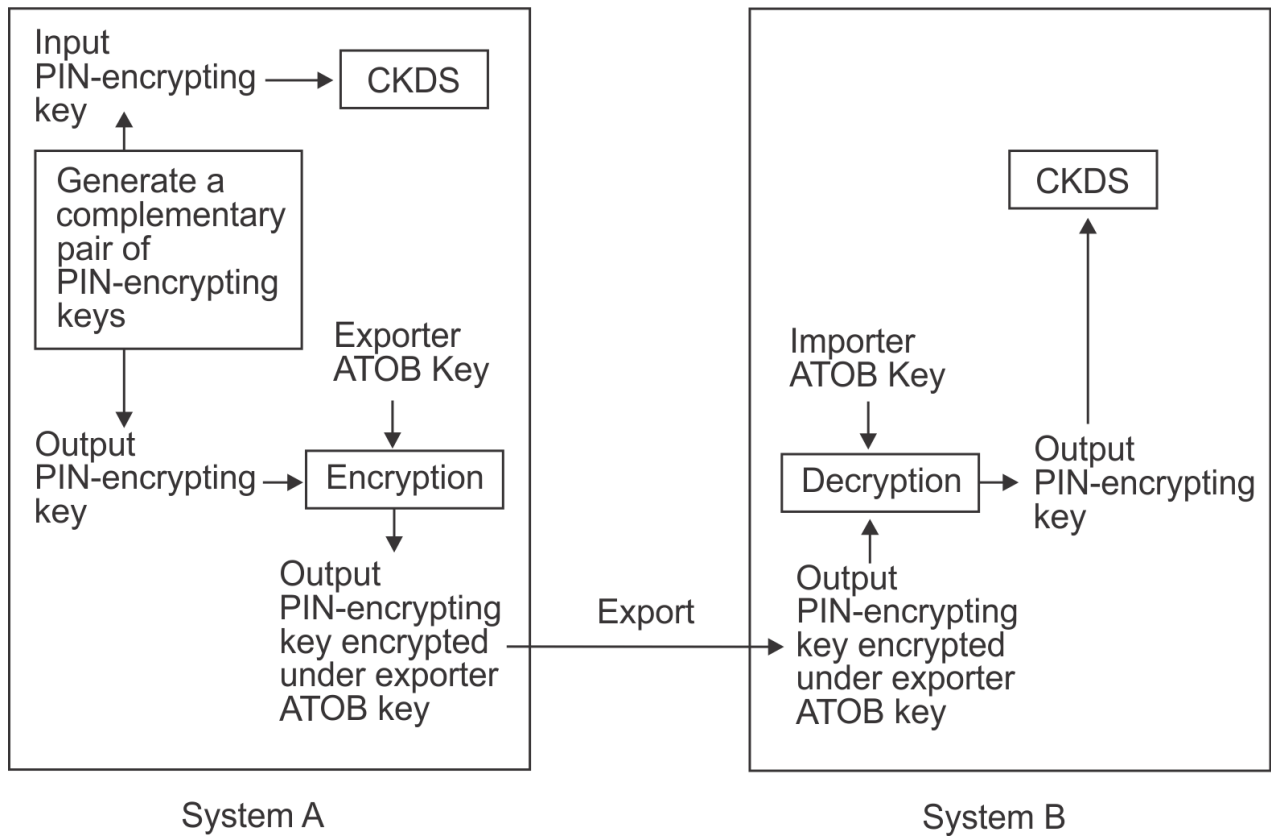 Input
PIN-encrypting
key
CKDS
Generate a
complementary
pair of
PIN-encrypting
keys
Exporter
ATOB Key
Output
PIN-encrypting
key
Encryption
Output
PIN-encrypting
key encrypted
under exporter
ATOB key
System A
Export
CKDS
Importer
ATOB Key
Decryption
Output
PIN-encrypting
key
Output
PIN-encrypting
key encrypted
under exporter
ATOB key
System B